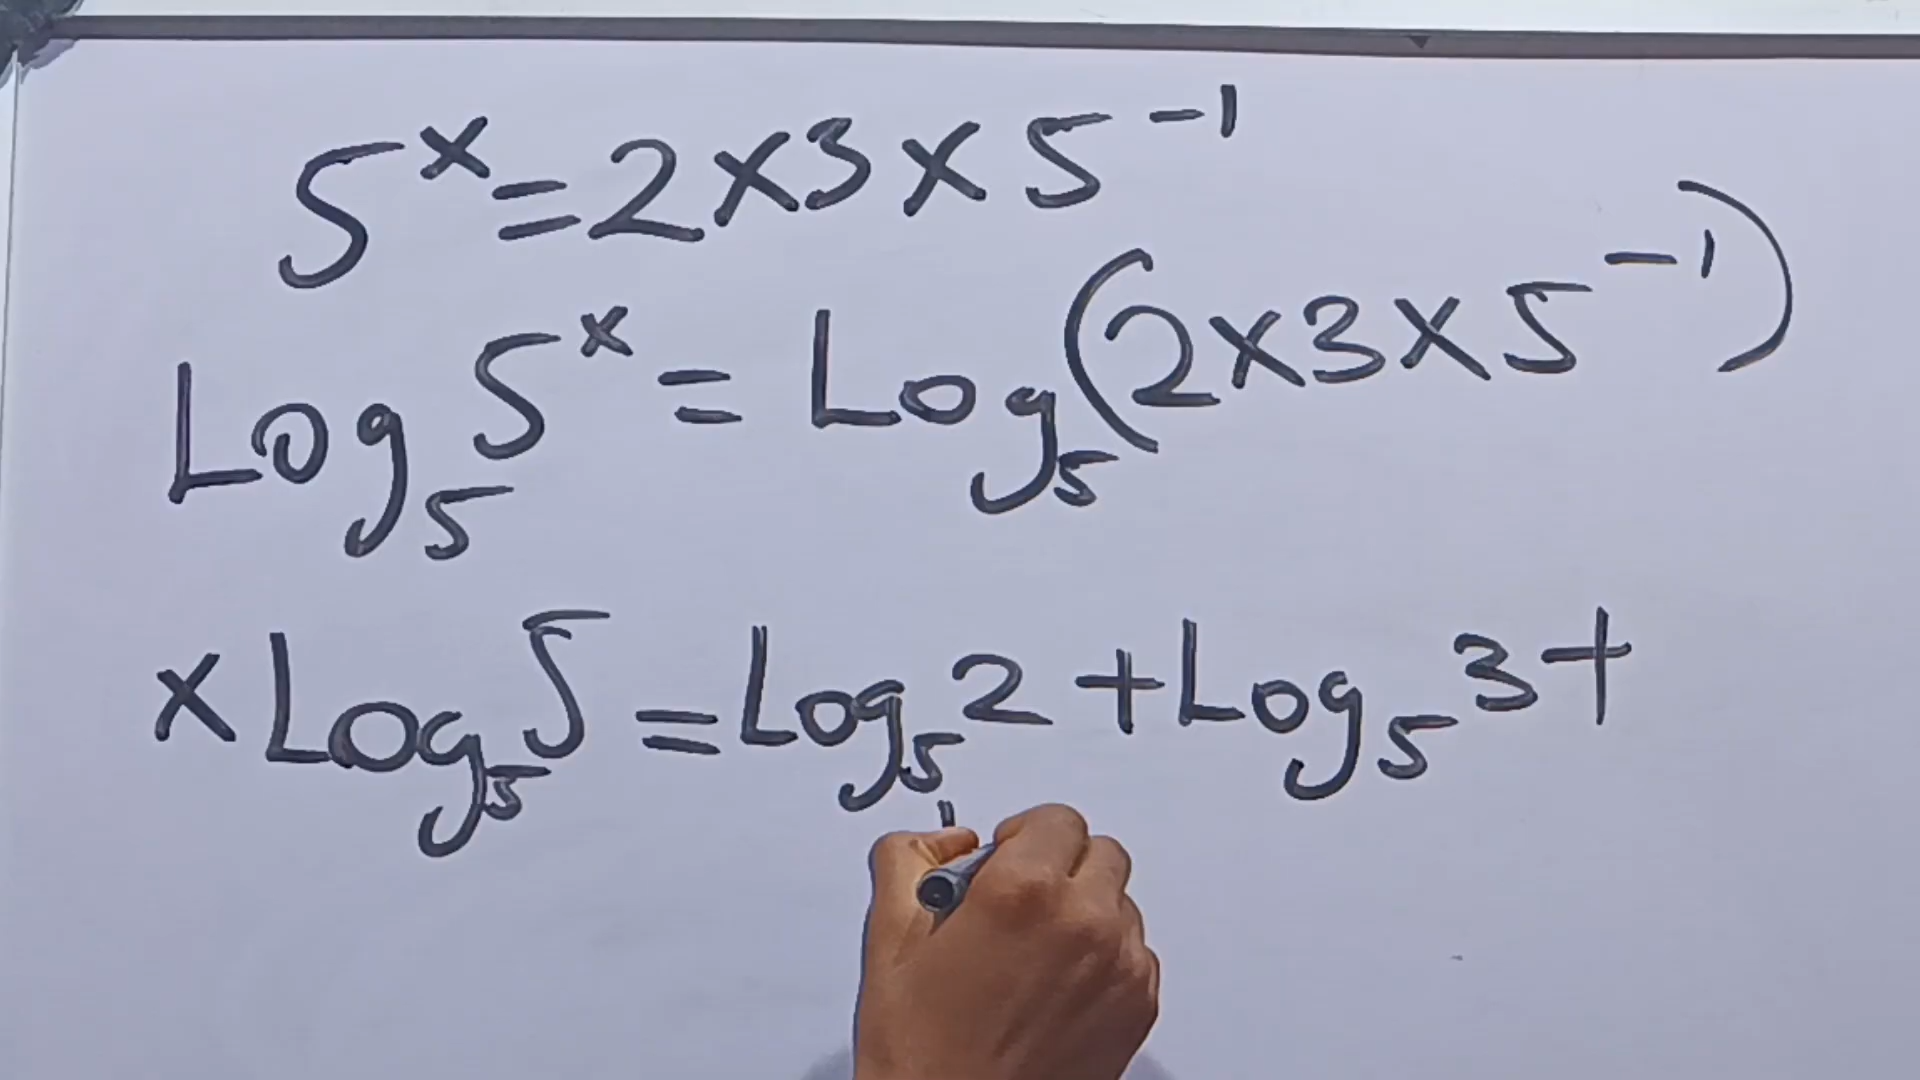 5^x = 2 x 3 x 5^-1
Log_5 5^x = Log_5 (2 x 3 x 5^-1)
x Log_5 5 = Log_5 2 + Log_5 3 +